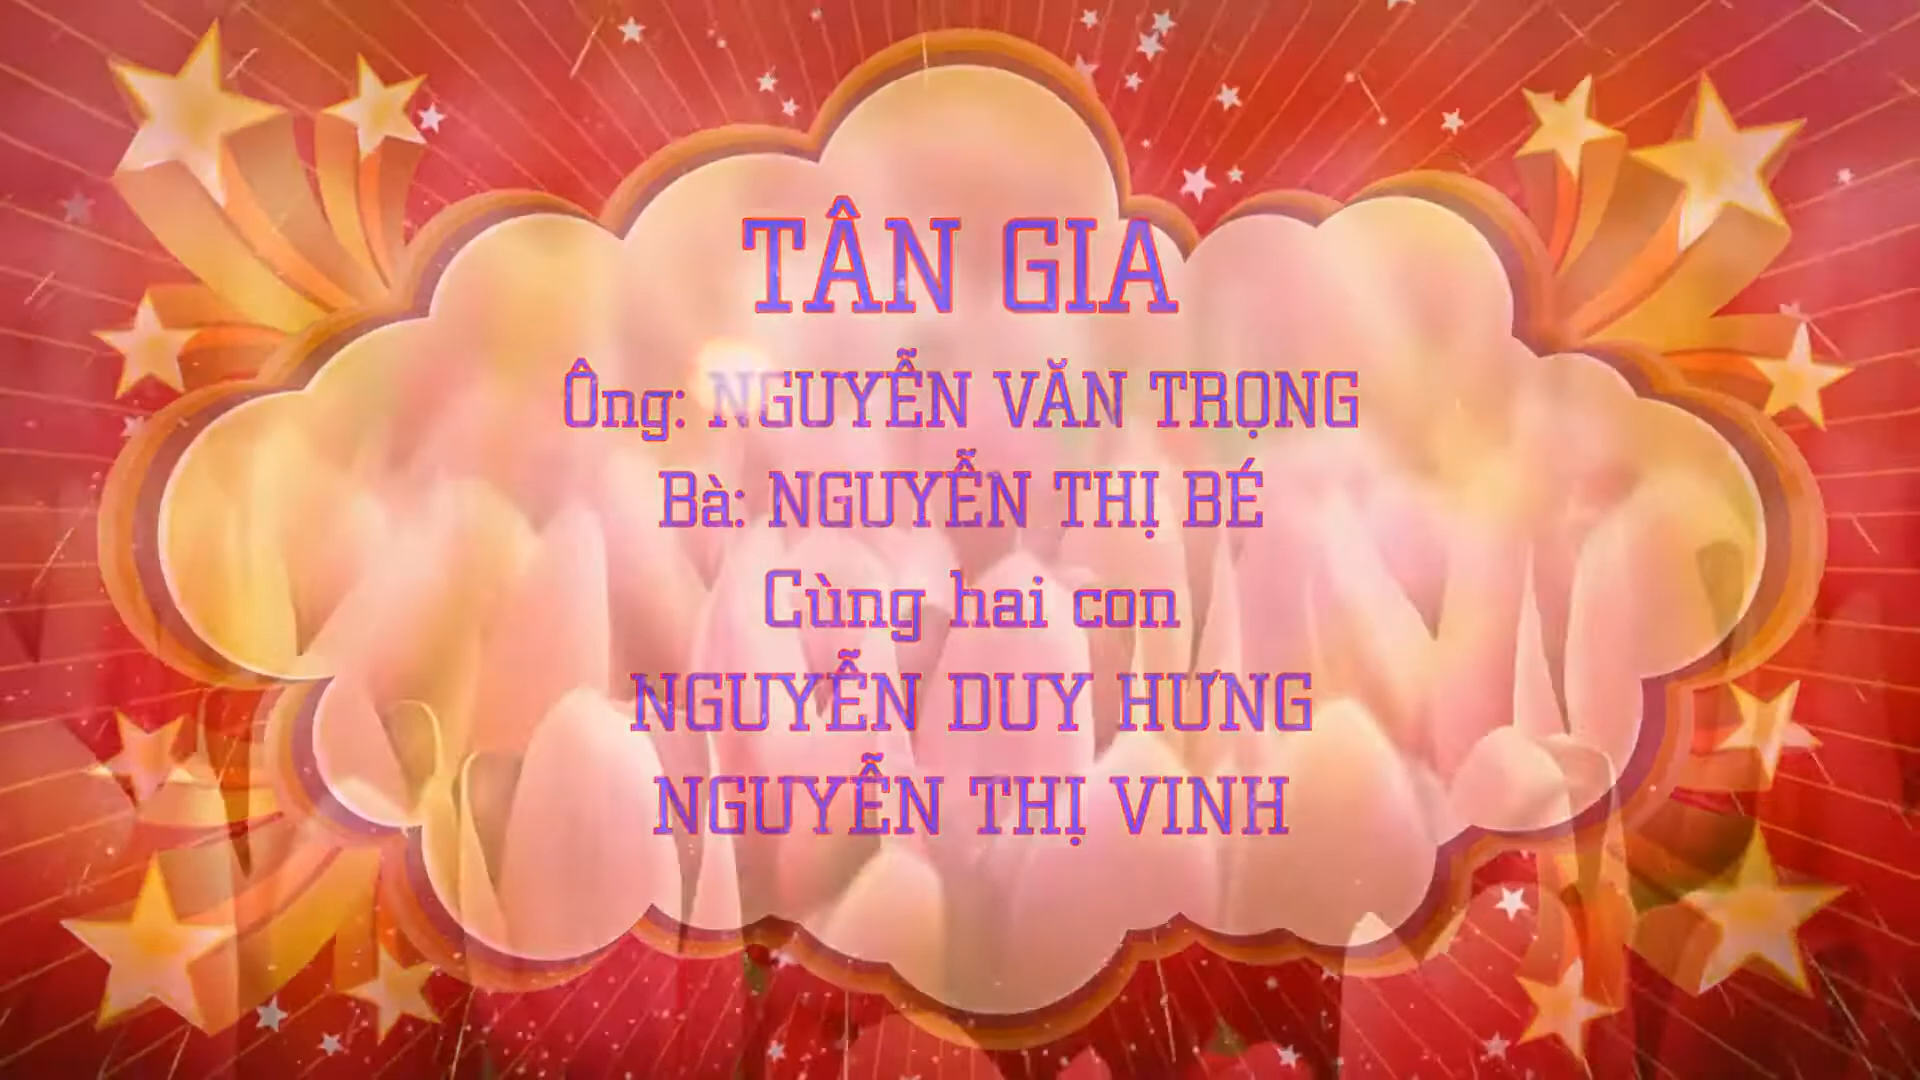 TÂN GIA
Ông: NGUYỄN VĂN TRỌNG
Bà: NGUYỄN THỊ BÉ
Cùng hai con
NGUYỄN DUY HƯNG
NGUYỄN THỊ VINH